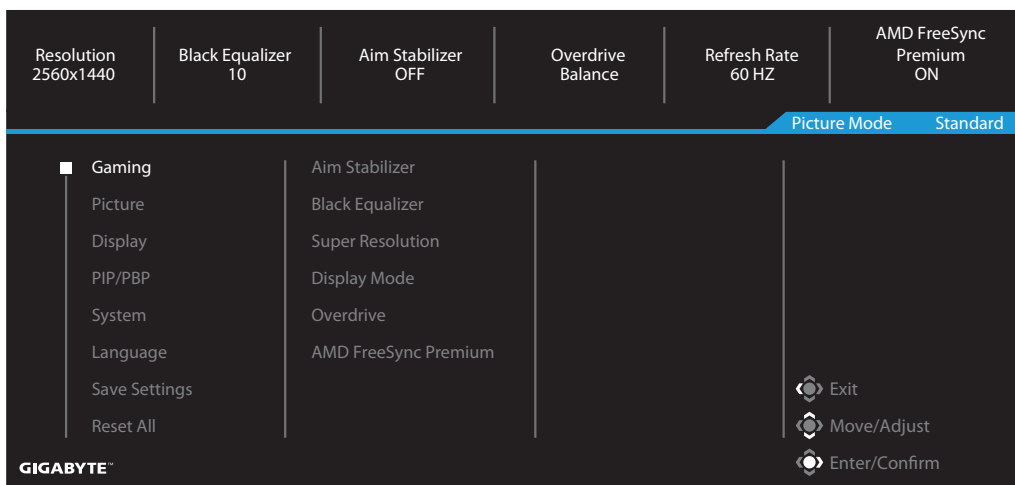 Resolution
2560x1440
Black Equalizer
10
Aim Stabilizer
OFF
Overdrive
Balance
Refresh Rate
60 HZ
AMD FreeSync
Premium
ON
Picture Mode Standard
Gaming
Picture
Display
PIP/PBP
System
Language
Save Settings
Reset All
Aim Stabilizer
Black Equalizer
Super Resolution
Display Mode
Overdrive
AMD FreeSync Premium
Exit
Move/Adjust
Enter/Confirm
GIGABYTE™